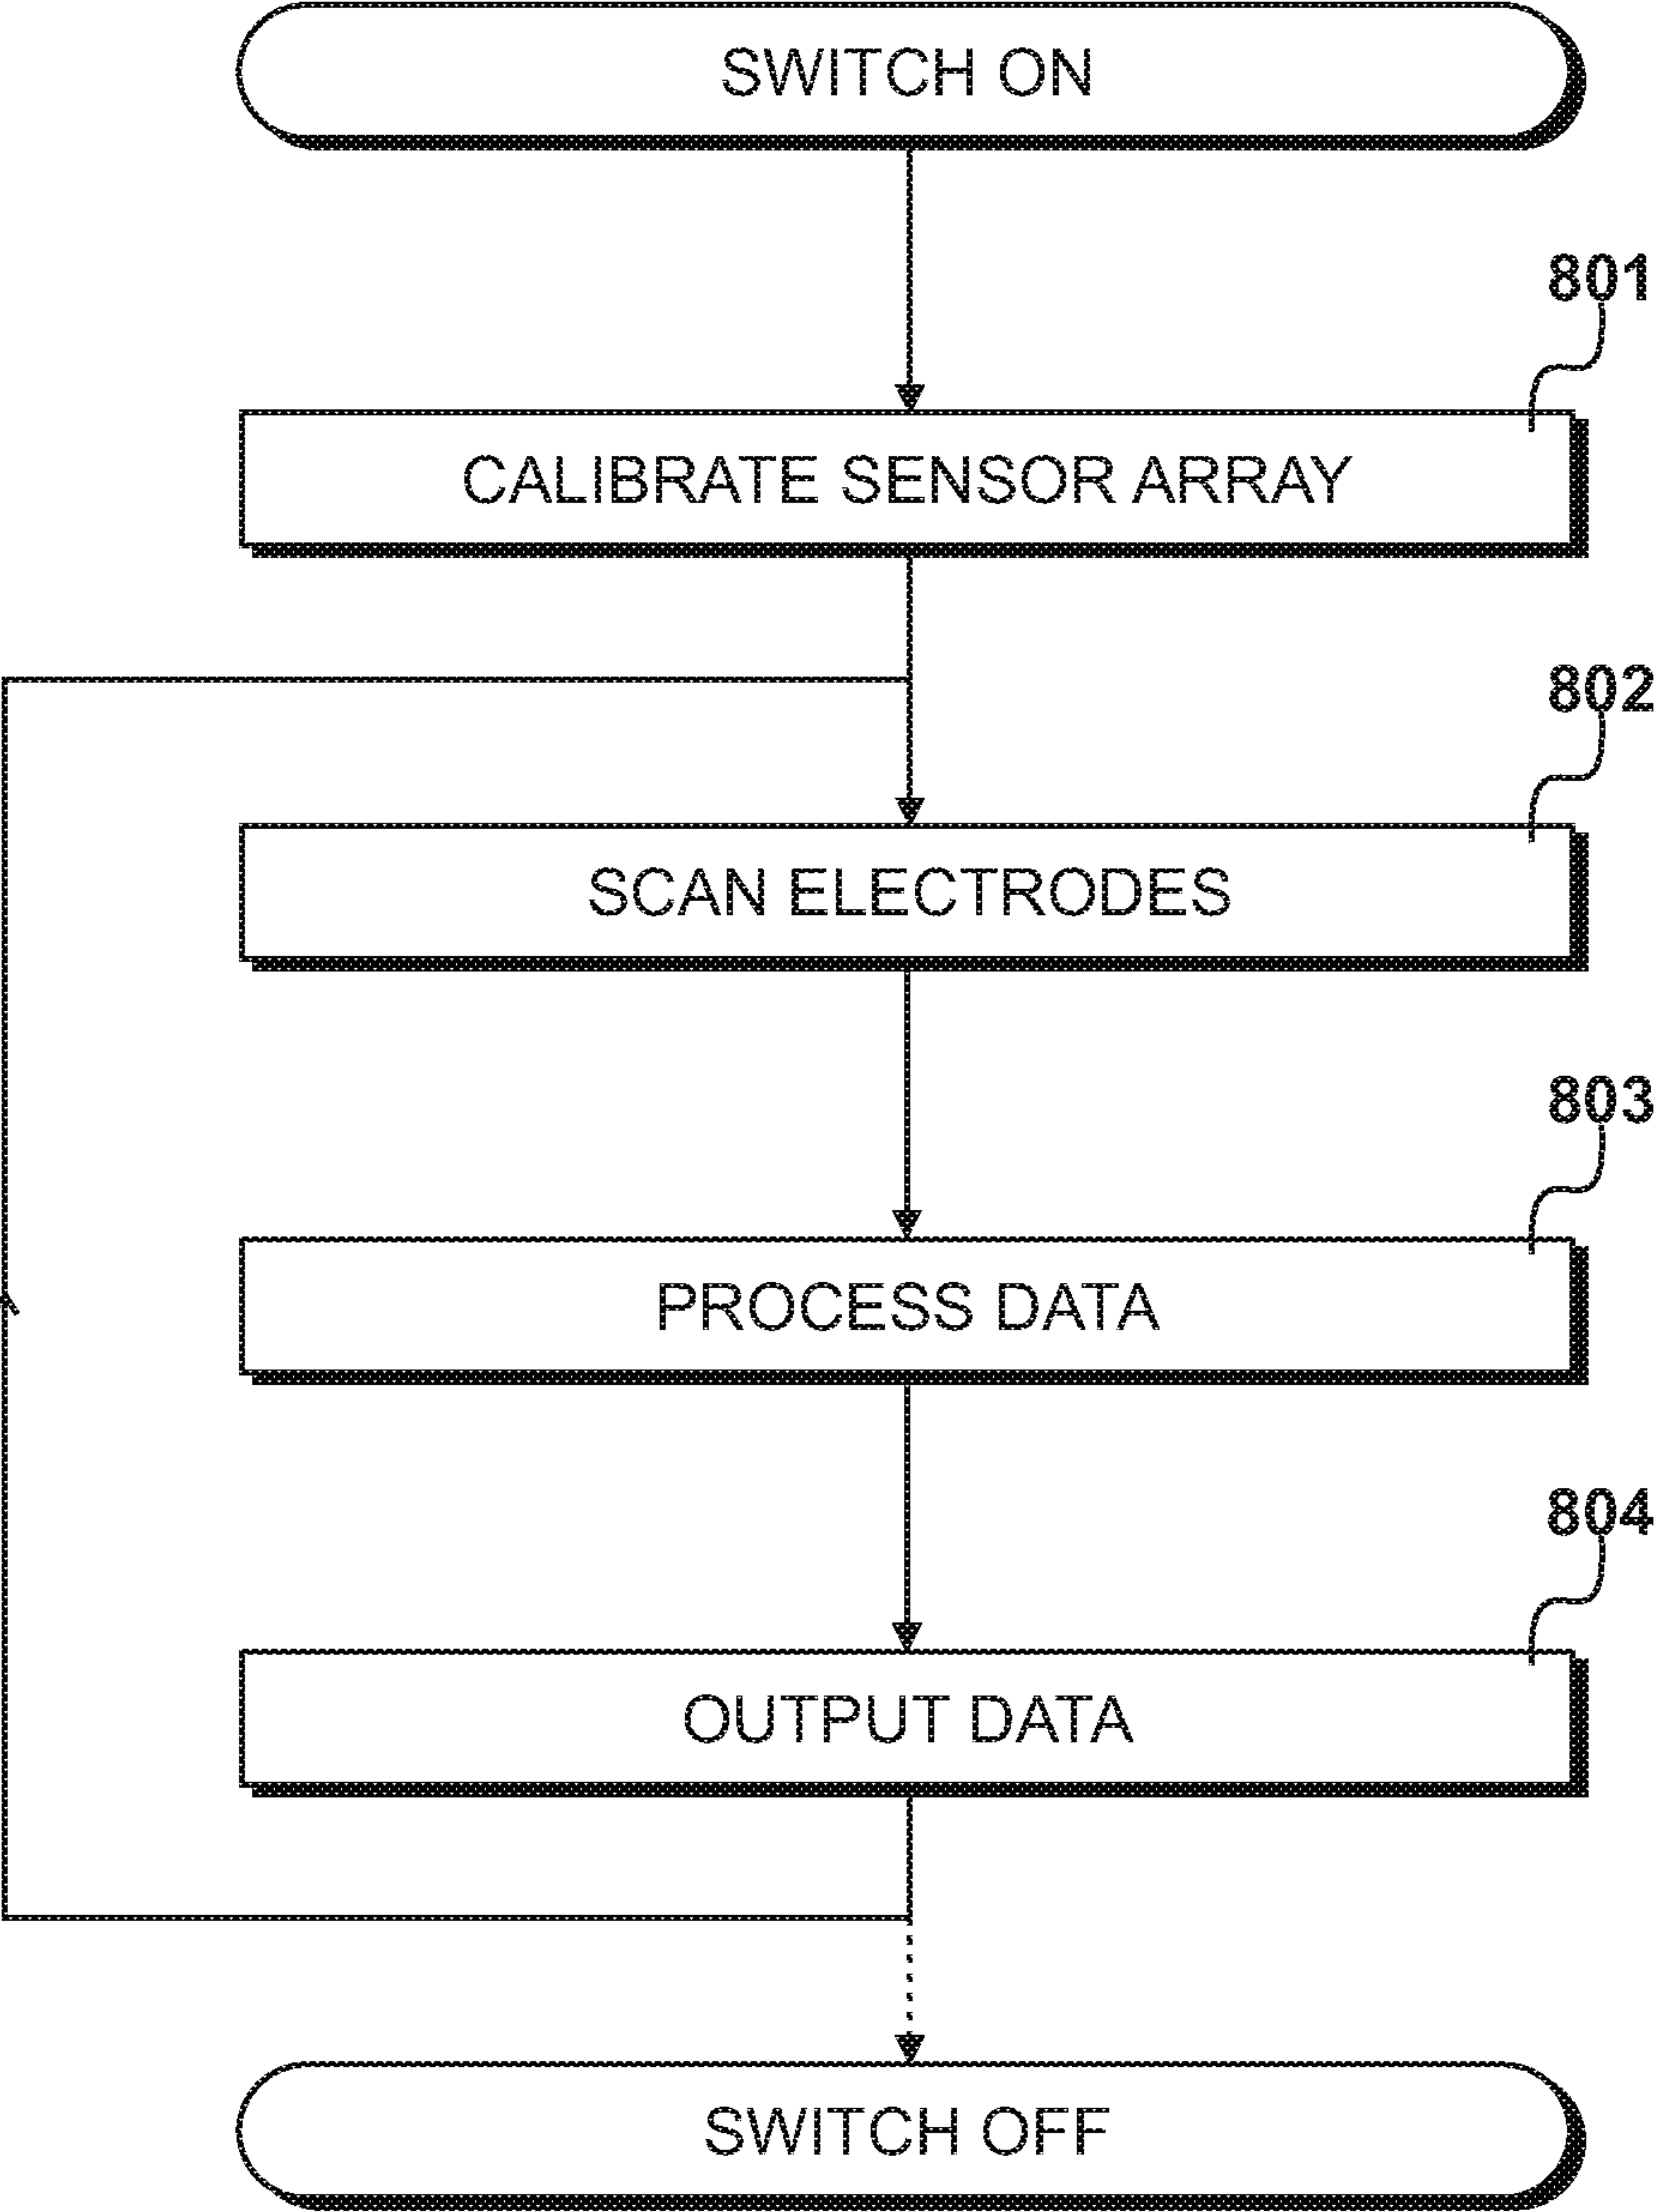 SWITCH ON
801
CALIBRATE SENSOR ARRAY
802
SCAN ELECTRODES
803
PROCESS DATA
804
OUTPUT DATA
SWITCH OFF